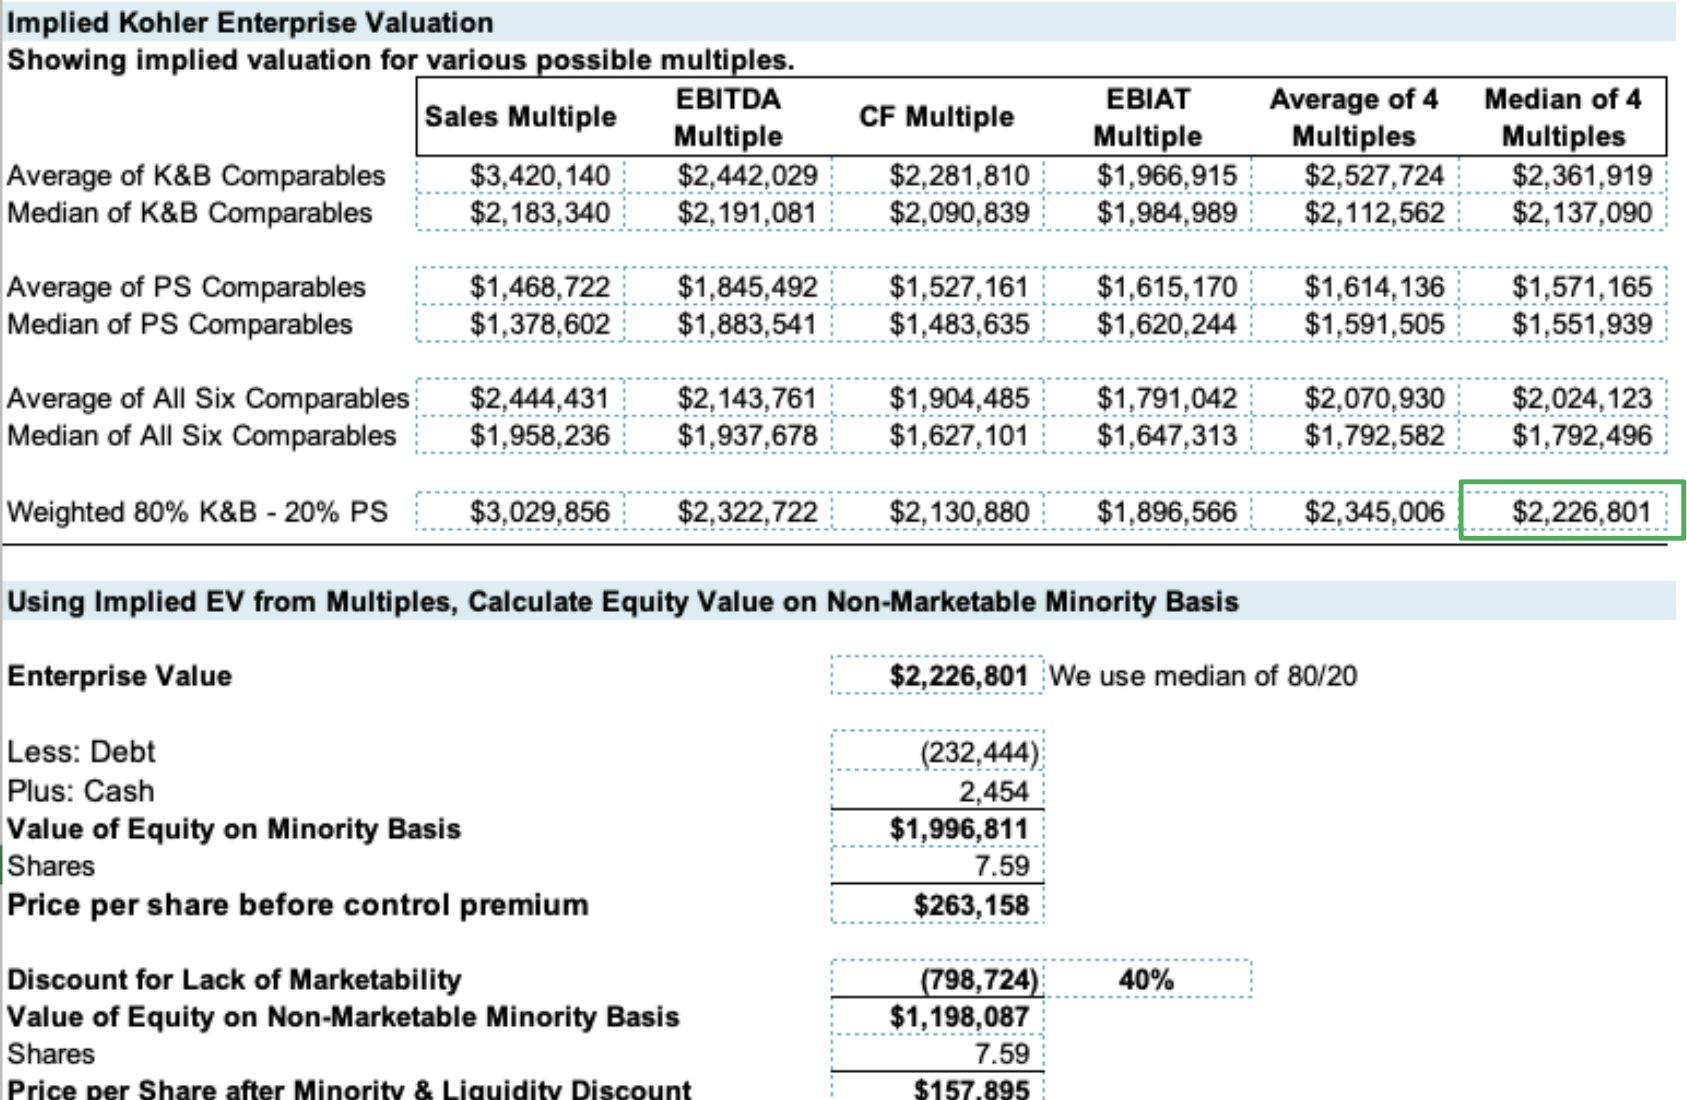 Implied Kohler Enterprise Valuation
Showing implied valuation for various possible multiples.
Sales Multiple EBITDA Multiple CF Multiple EBIAT Multiple Average of 4 Multiples Median of 4 Multiples
Average of K&B Comparables $3,420,140 $2,442,029 $2,281,810 $1,966,915 $2,527,724 $2,361,919
Median of K&B Comparables $2,183,340 $2,191,081 $2,090,839 $1,984,989 $2,112,562 $2,137,090
Average of PS Comparables $1,468,722 $1,845,492 $1,527,161 $1,615,170 $1,614,136 $1,571,165
Median of PS Comparables $1,378,602 $1,883,541 $1,483,635 $1,620,244 $1,591,505 $1,551,939
Average of All Six Comparables $2,444,431 $2,143,761 $1,904,485 $1,791,042 $2,070,930 $2,024,123
Median of All Six Comparables $1,958,236 $1,937,678 $1,627,101 $1,647,313 $1,792,582 $1,792,496
Weighted 80% K&B - 20% PS $3,029,856 $2,322,722 $2,130,880 $1,896,566 $2,345,006 $2,226,801
Using Implied EV from Multiples, Calculate Equity Value on Non-Marketable Minority Basis
Enterprise Value $2,226,801 We use median of 80/20
Less: Debt (232,444)
Plus: Cash 2,454
Value of Equity on Minority Basis $1,996,811
Shares 7.59
Price per share before control premium $263,158
Discount for Lack of Marketability (798,724) 40%
Value of Equity on Non-Marketable Minority Basis $1,198,087
Shares 7.59
Price per Share after Minority & Liquidity Discount $157,895